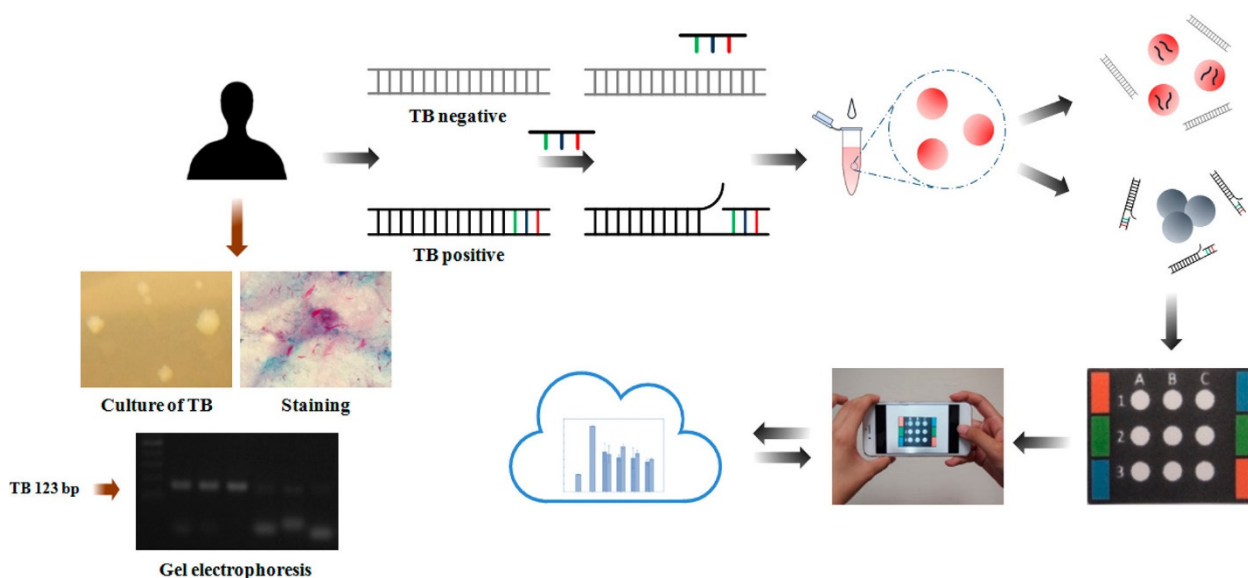 TB negative
TB positive
Culture of TB
Staining
TB 123 bp
Gel electrophoresis
A B C
1
2
3